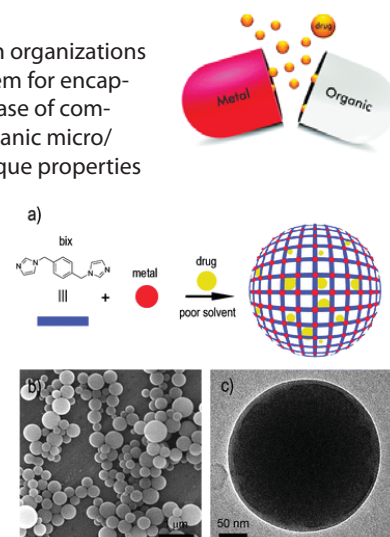 n organizations
em for encap-
ase of com-
anic micro/
que properties
drug
Metal
Organic
a)
bix
metal
drug
+
poor solvent
b)
c)
µm
50 nm